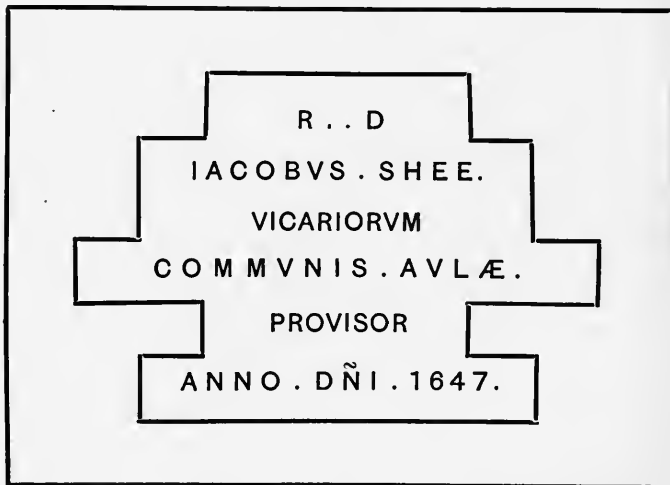 R . . D
IACOBVS . SHEE.
VICARIORVM
COMMVNIS . AVLÆ.
PROVISOR
ANNO . DÑI . 1647.